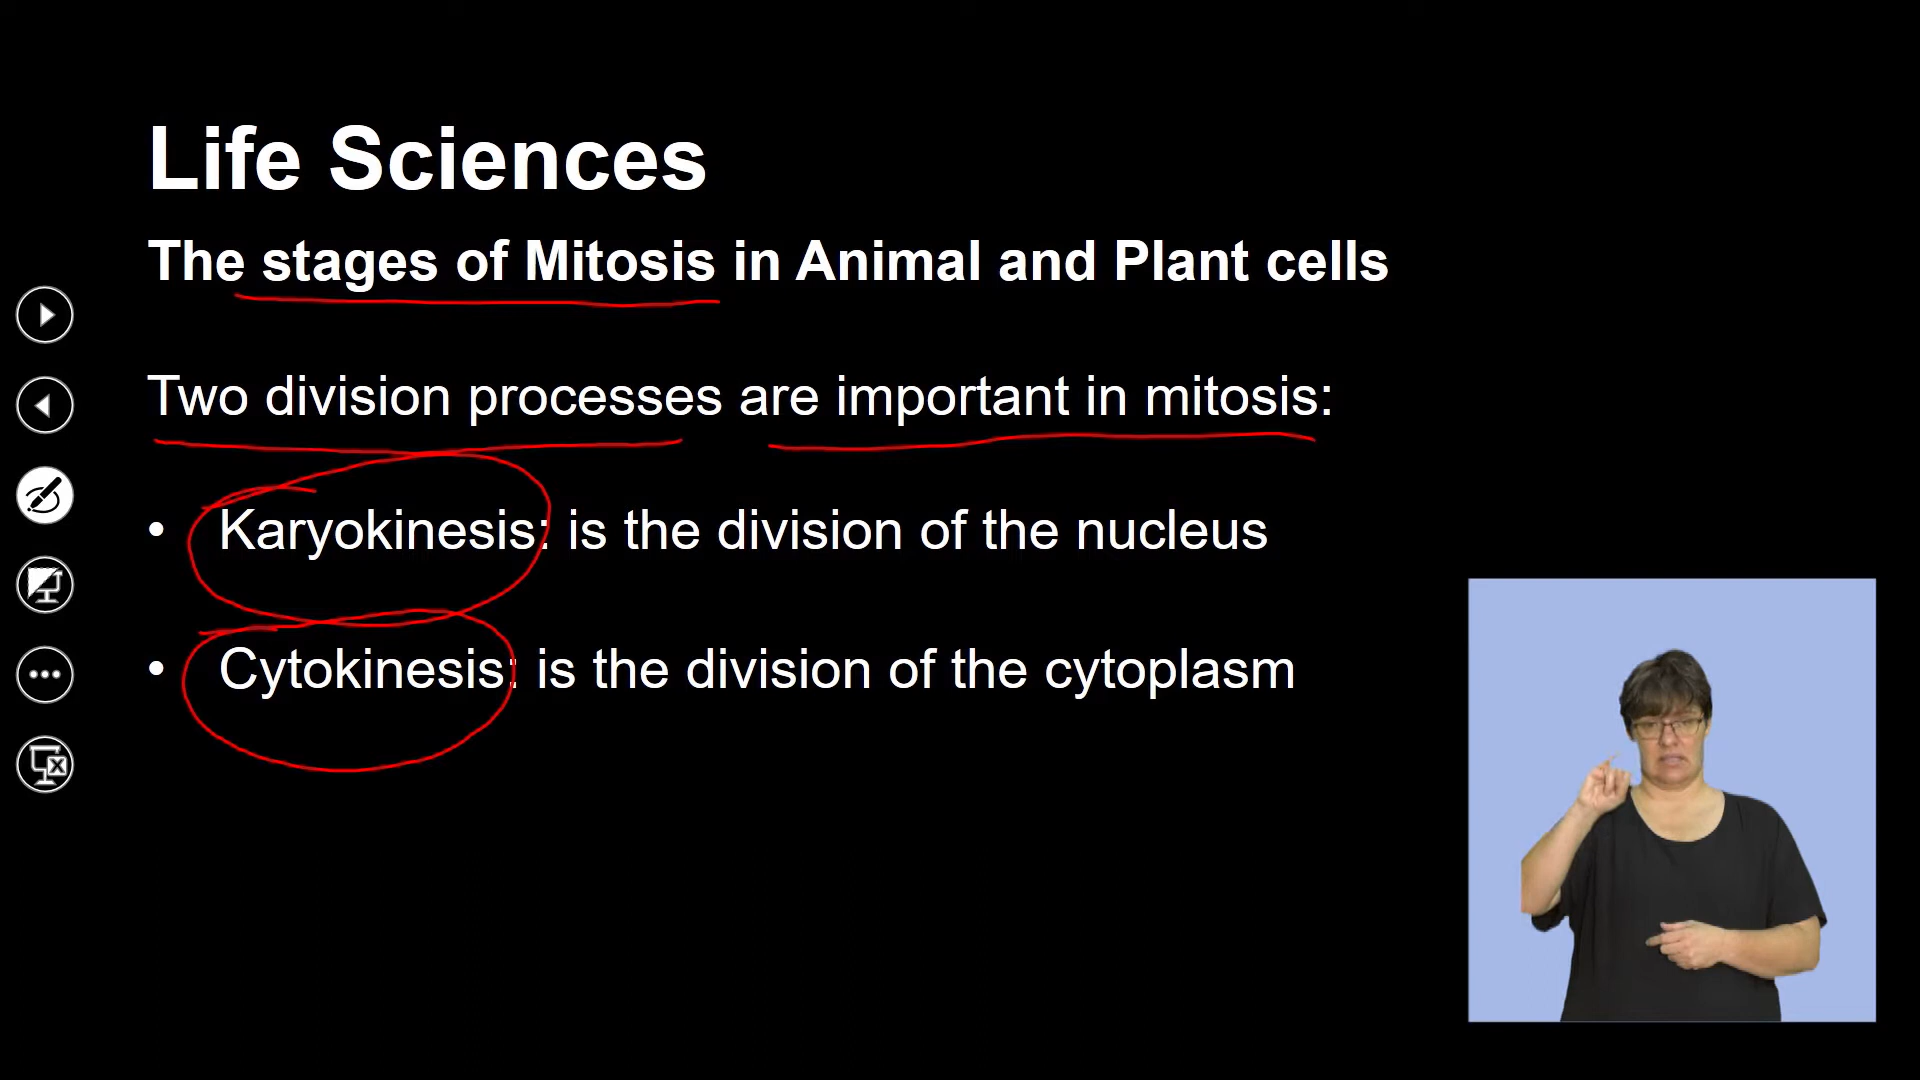 Life Sciences
The stages of Mitosis in Animal and Plant cells
Two division processes are important in mitosis:
• Karyokinesis: is the division of the nucleus
• Cytokinesis: is the division of the cytoplasm